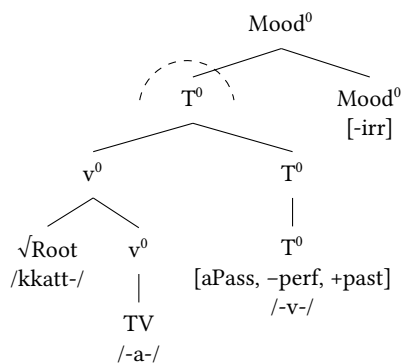 Mood⁰
T⁰ Mood⁰
[-irr]
v⁰ T⁰
√Root v⁰ T⁰
/kkatt-/ [aPass, –perf, +past]
/-v-/
TV
/-a-/